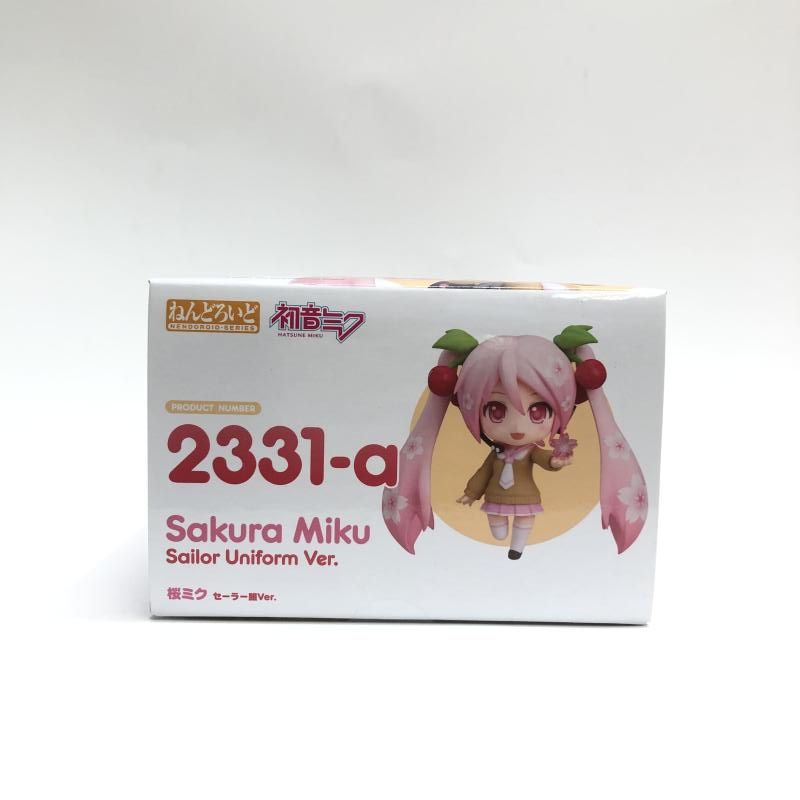 ねんどろいど
NENDOROID-SERIES
初音ミク
HATSUNE MIKU
PRODUCT NUMBER
2331-a
Sakura Miku
Sailor Uniform Ver.
桜ミク セーラー服Ver.